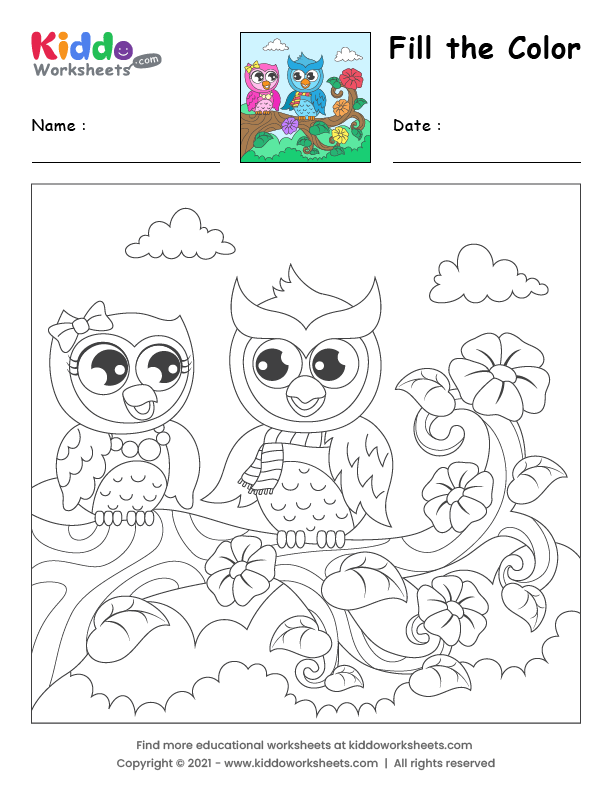 Kiddo
Worksheets.com
Fill the Color
Name :
Date :
Find more educational worksheets at kiddoworksheets.com
Copyright © 2021 - www.kiddoworksheets.com | All rights reserved